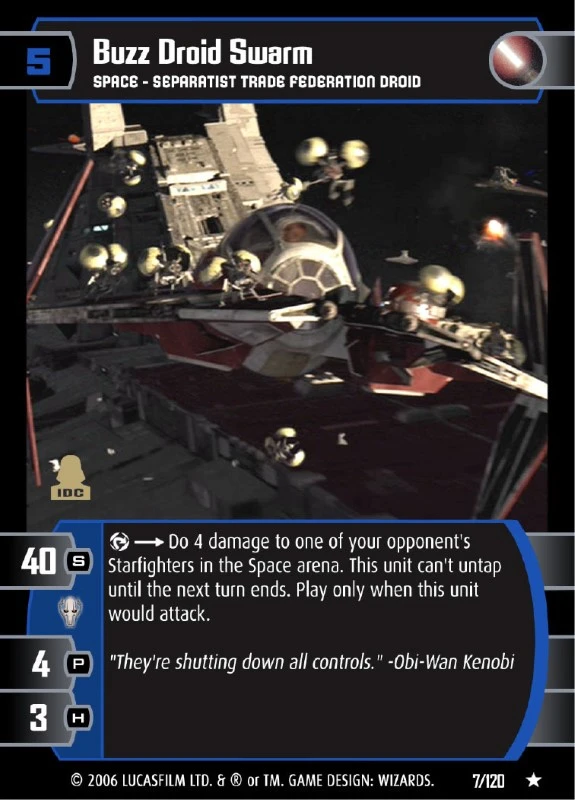 5
Buzz Droid Swarm
SPACE - SEPARATIST TRADE FEDERATION DROID
IDC
40 S
4 P
3 H
Do 4 damage to one of your opponent's
Starfighters in the Space arena. This unit can't untap
until the next turn ends. Play only when this unit
would attack.
"They're shutting down all controls." -Obi-Wan Kenobi
© 2006 LUCASFILM LTD. & ® or TM. GAME DESIGN: WIZARDS. 7/120